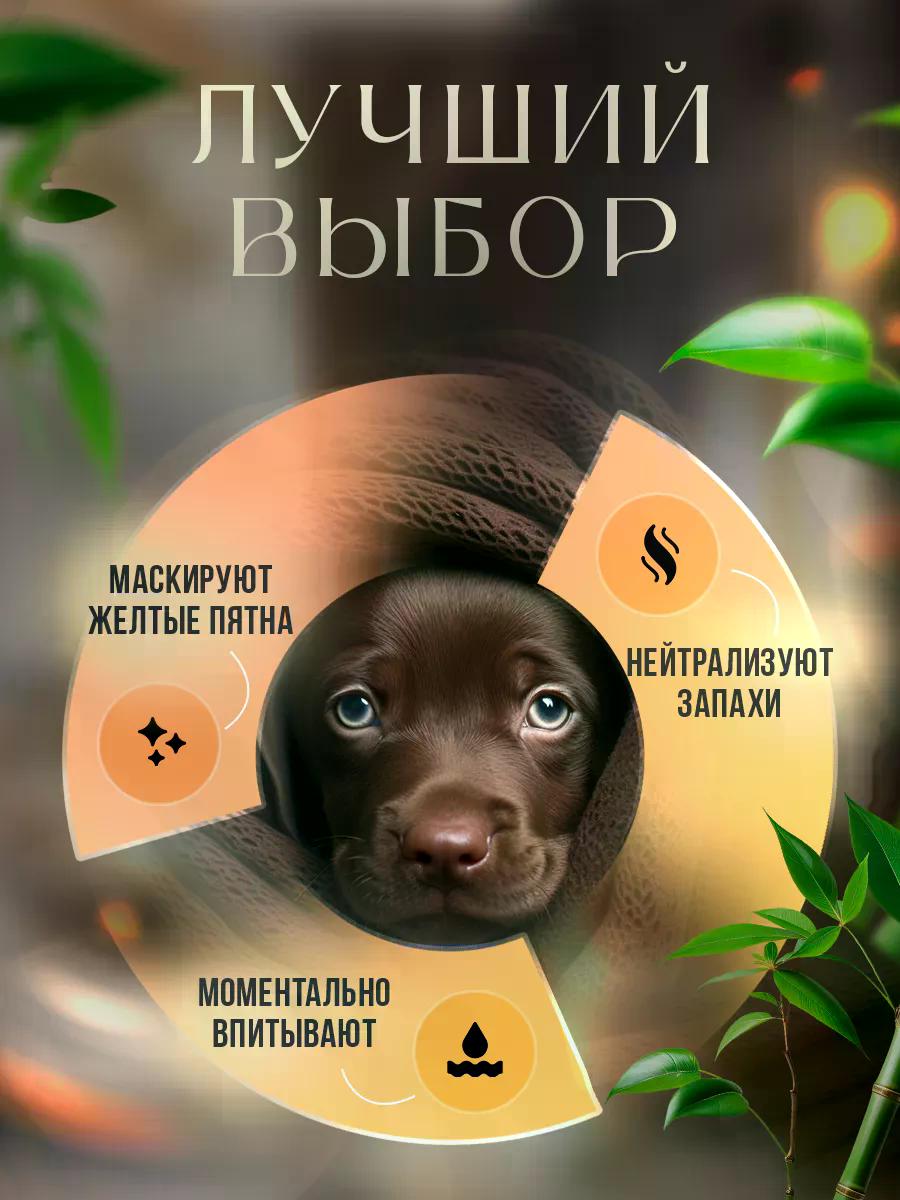 ЛУЧШИЙ
ВЫБОР
МАСКИРУЮТ
ЖЕЛТЫЕ ПЯТНА
НЕЙТРАЛИЗУЮТ
ЗАПАХИ
МОМЕНТАЛЬНО
ВПИТЫВАЮТ